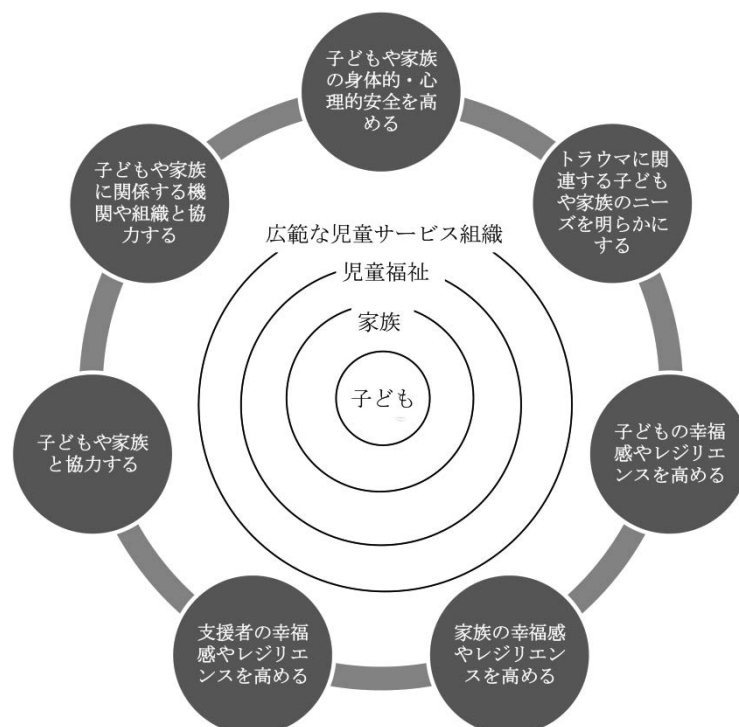 子どもや家族
の身体的・心
理的安全を高
める
トラウマに関
連する子ども
や家族のニー
ズを明らかに
する
子どもの幸福
感やレジリエ
ンスを高める
家族の幸福感
やレジリエン
スを高める
支援者の幸福
感やレジリエ
ンスを高める
子どもや家族
と協力する
子どもや家族
に関係する機
関や組織と協
力する
広範な児童サービス組織
児童福祉
家族
子ども